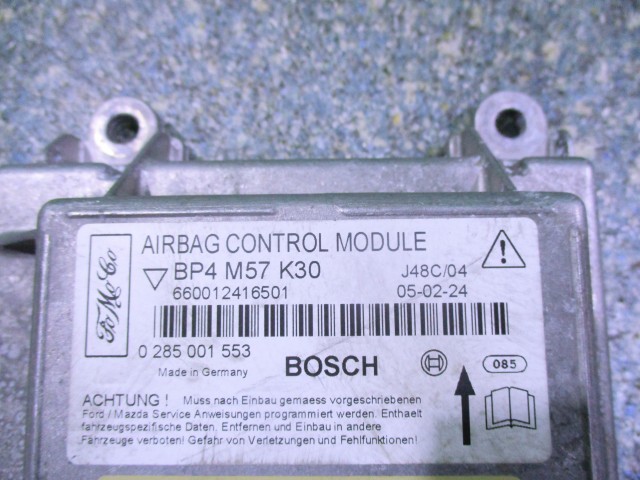 AIRBAG CONTROL MODULE
BP4 M57 K30
J48C/04
660012416501
05-02-24
FoMoCo
0 285 001 553
BOSCH
085
Made in Germany
ACHTUNG ! Muss nach Einbau gemaess vorgeschriebenen
Ford / Mazda Service Anweisungen programmiert werden. Enthaelt
fahrzeugspezifische Daten. Entfernen und Einbau in andere
Fahrzeuge verboten! Gefahr von Verletzungen und Fehlfunktionen!